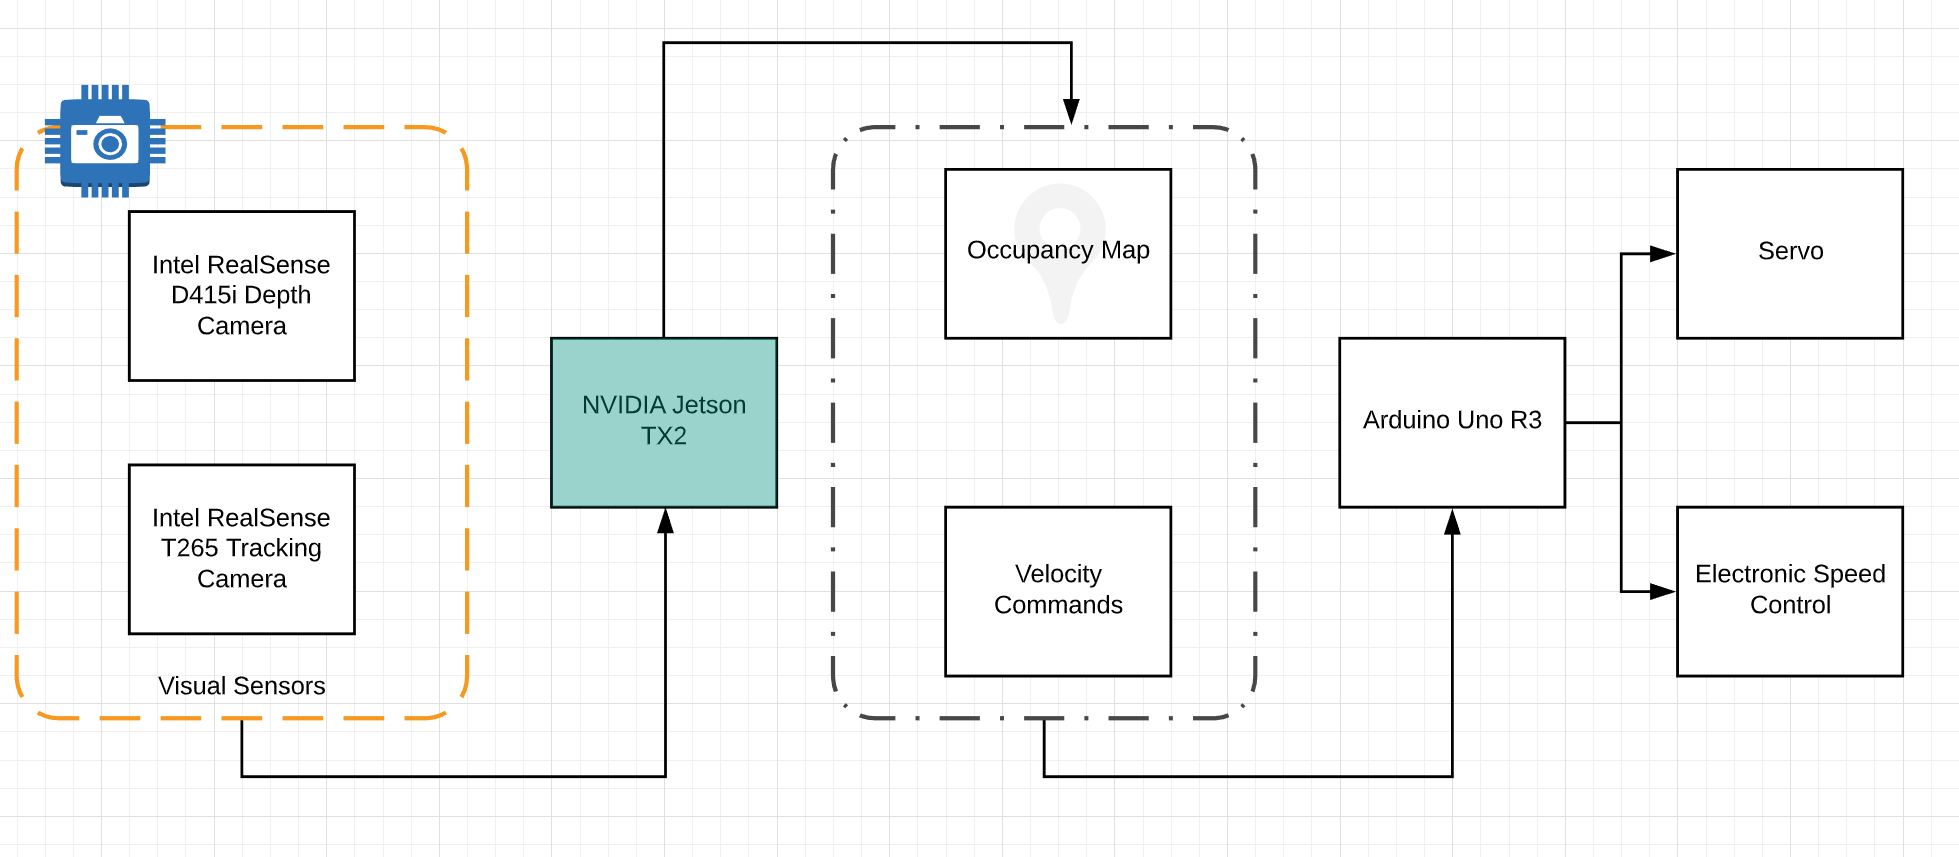 Intel RealSense
D415i Depth
Camera
Intel RealSense
T265 Tracking
Camera
Visual Sensors
NVIDIA Jetson
TX2
Occupancy Map
Velocity
Commands
Arduino Uno R3
Servo
Electronic Speed
Control